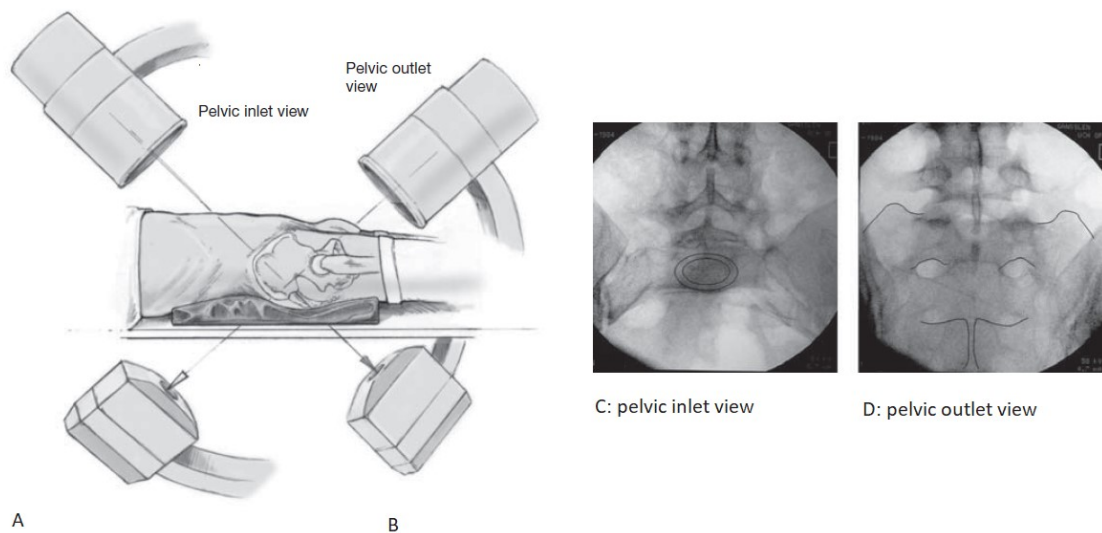 Pelvic inlet view
Pelvic outlet
view
A
B
C: pelvic inlet view
D: pelvic outlet view